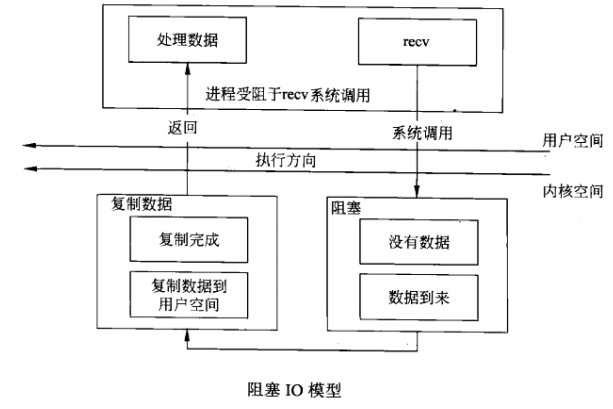 处理数据
recv
进程受阻于recv系统调用
返回
系统调用
用户空间
执行方向
内核空间
复制数据
阻塞
复制完成
没有数据
复制数据到
用户空间
数据到来
阻塞 IO 模型